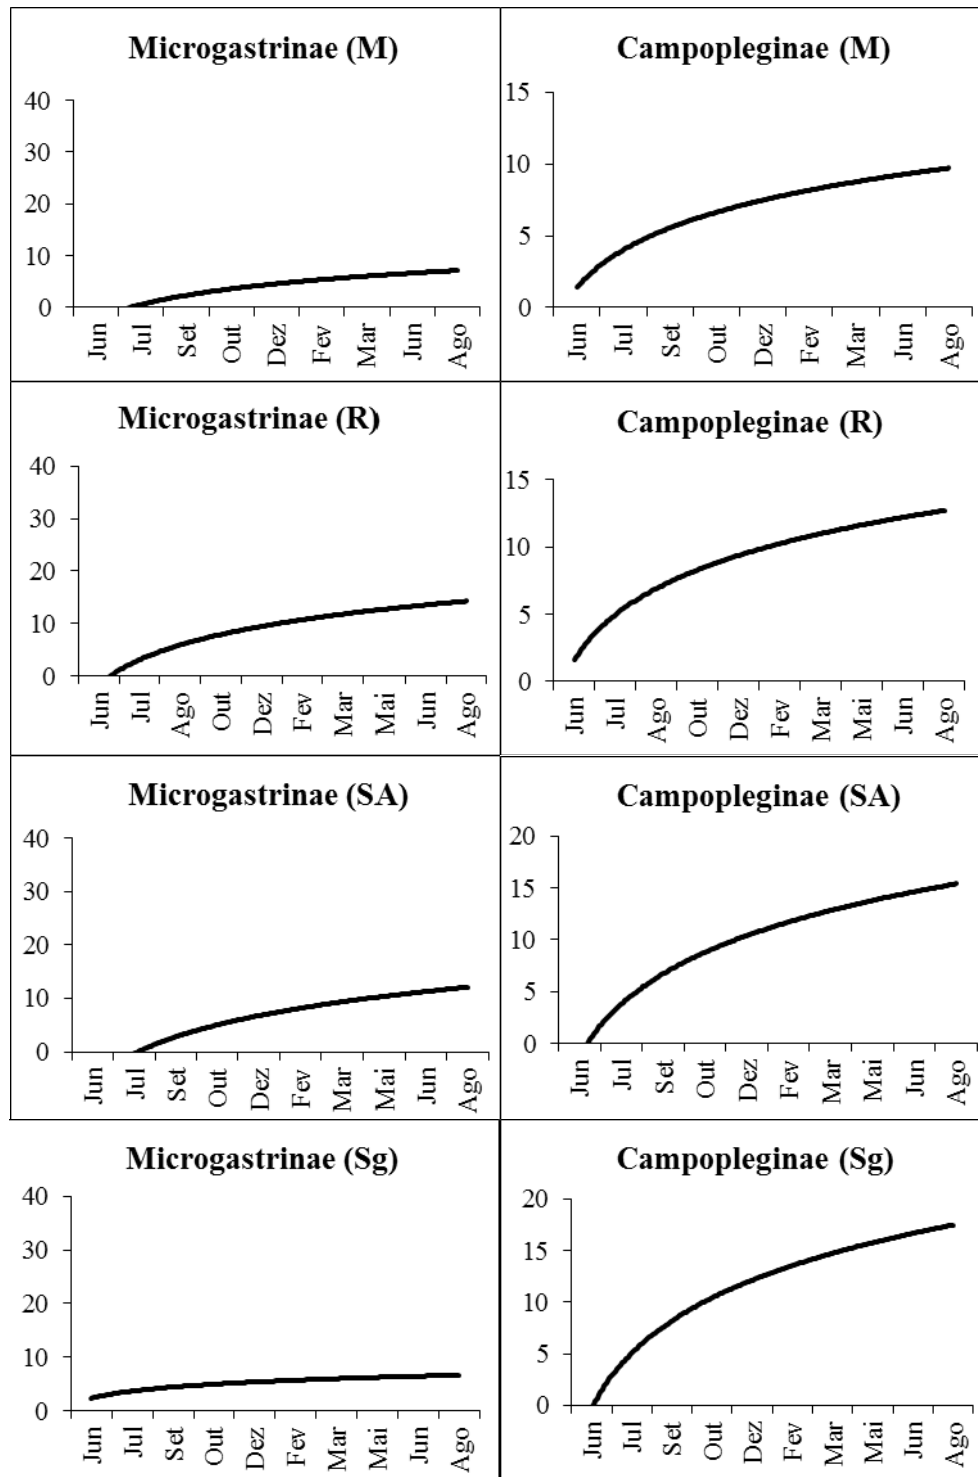 Microgastrinae (M)
40
30
20
10
0
Jun Jul Set Out Dez Fev Mar Jun Ago
Campopleginae (M)
15
10
5
0
Jun Jul Set Out Dez Fev Mar Jun Ago
Microgastrinae (R)
40
30
20
10
0
Jun Jul Ago Out Dez Fev Mar Mai Jun Ago
Campopleginae (R)
15
10
5
0
Jun Jul Ago Out Dez Fev Mar Mai Jun Ago
Microgastrinae (SA)
40
30
20
10
0
Jun Jul Set Out Dez Fev Mar Mai Jun Ago
Campopleginae (SA)
20
15
10
5
0
Jun Jul Set Out Dez Fev Mar Mai Jun Ago
Microgastrinae (Sg)
40
30
20
10
0
Jun Jul Set Out Dez Fev Mar Mai Jun Ago
Campopleginae (Sg)
20
15
10
5
0
Jun Jul Set Out Dez Fev Mar Mai Jun Ago